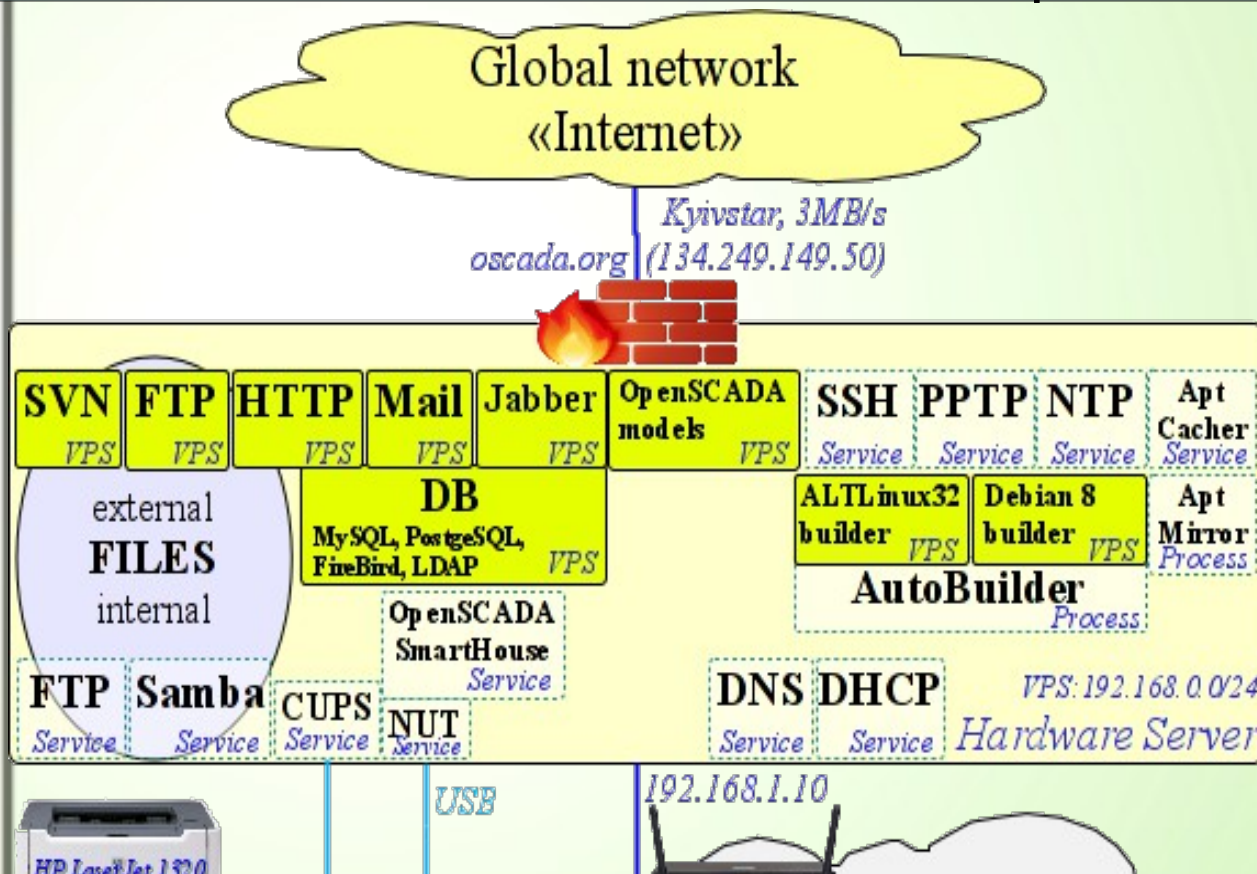 Global network
«Internet»
Kyivstar, 3MB/s
oscada.org (134.249.149.50)
SVN
VPS
FTP
VPS
HTTP
VPS
Mail
VPS
Jabber
VPS
OpenSCADA
models
VPS
SSH
Service
PPTP
Service
NTP
Service
Apt
Cacher
Service
external
FILES
internal
DB
MySQL, PostgeSQL,
FireBird, LDAP
VPS
ALTLinux32
builder
VPS
Debian 8
builder
VPS
Apt
Mirror
Process
AutoBuilder
Process
OpenSCADA
SmartHouse
Service
FTP
Service
Samba
Service
CUPS
Service
NUT
Service
DNS
Service
DHCP
Service
VPS: 192.168.0.0/24
Hardware Server
USB
192.168.1.10
HP LaserJet 1320